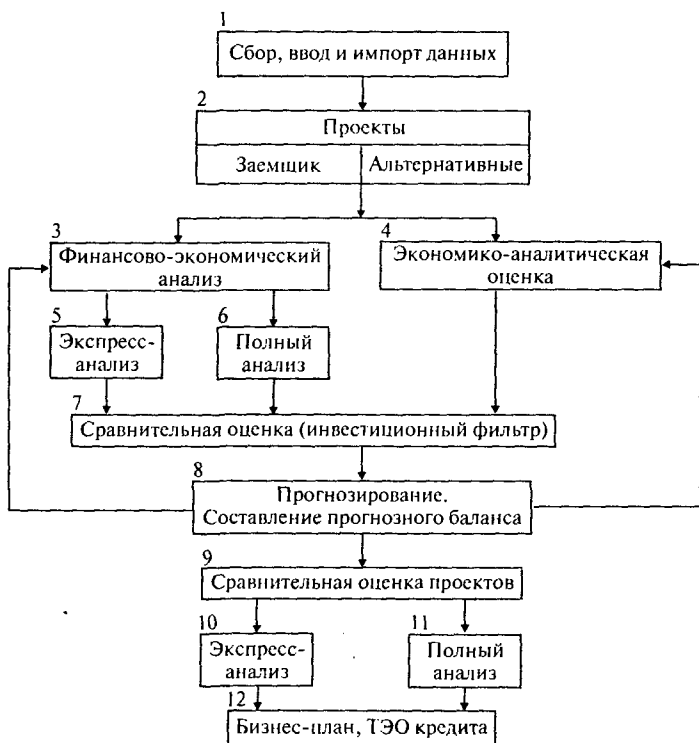 1
Сбор, ввод и импорт данных
2
Проекты
Заемщик Альтернативные
3
Финансово-экономический
анализ
4
Экономико-аналитическая
оценка
5
Экспресс-
анализ
6
Полный
анализ
7
Сравнительная оценка (инвестиционный фильтр)
8
Прогнозирование.
Составление прогнозного баланса
9
Сравнительная оценка проектов
10
Экспресс-
анализ
11
Полный
анализ
12
Бизнес-план, ТЭО кредита